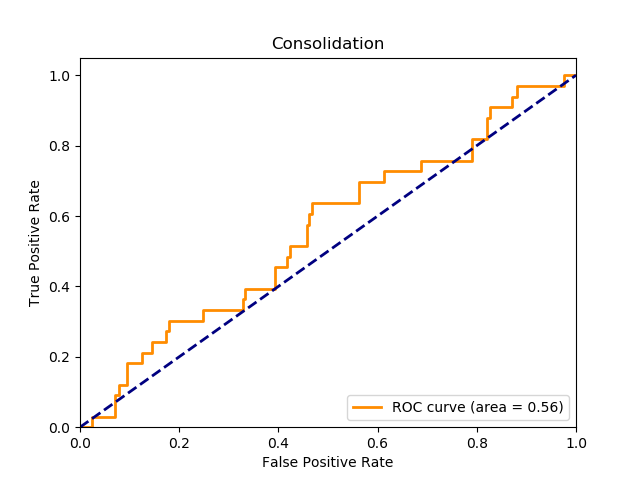 Consolidation
True Positive Rate
1.0
0.8
0.6
0.4
0.2
0.0
ROC curve (area = 0.56)
0.0 0.2 0.4 0.6 0.8 1.0
False Positive Rate